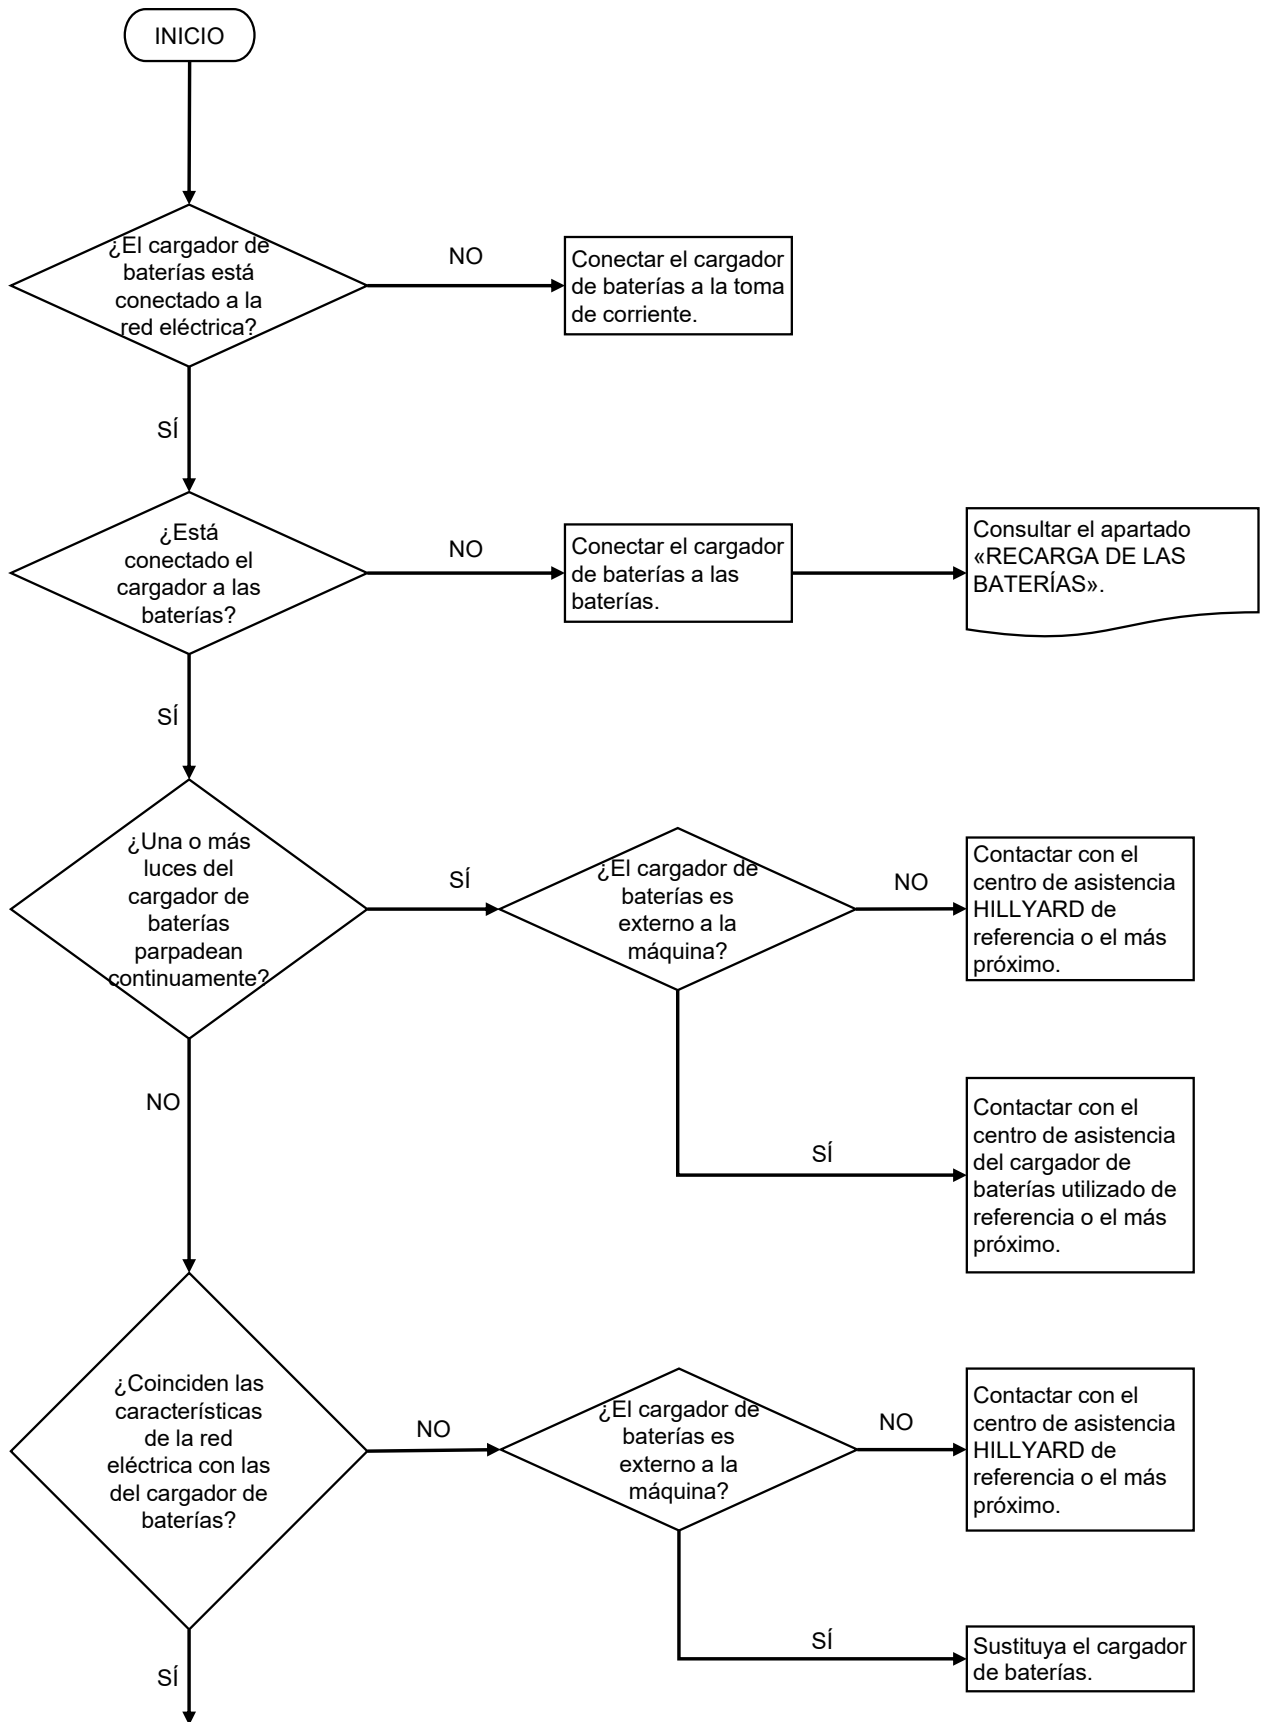 INICIO
¿El cargador de
baterías está
conectado a la
red eléctrica?
NO
Conectar el cargador
de baterías a la toma
de corriente.
SÍ
¿Está
conectado el
cargador a las
baterías?
NO
Conectar el cargador
de baterías a las
baterías.
Consultar el apartado
«RECARGA DE LAS
BATERÍAS».
SÍ
¿Una o más
luces del
cargador de
baterías
parpadean
continuamente?
SÍ
¿El cargador de
baterías es
externo a la
máquina?
NO
Contactar con el
centro de asistencia
HILLYARD de
referencia o el más
próximo.
SÍ
Contactar con el
centro de asistencia
del cargador de
baterías utilizado de
referencia o el más
próximo.
NO
¿Coinciden las
características
de la red
eléctrica con las
del cargador de
baterías?
NO
¿El cargador de
baterías es
externo a la
máquina?
NO
Contactar con el
centro de asistencia
HILLYARD de
referencia o el más
próximo.
SÍ
Sustituya el cargador
de baterías.
SÍ